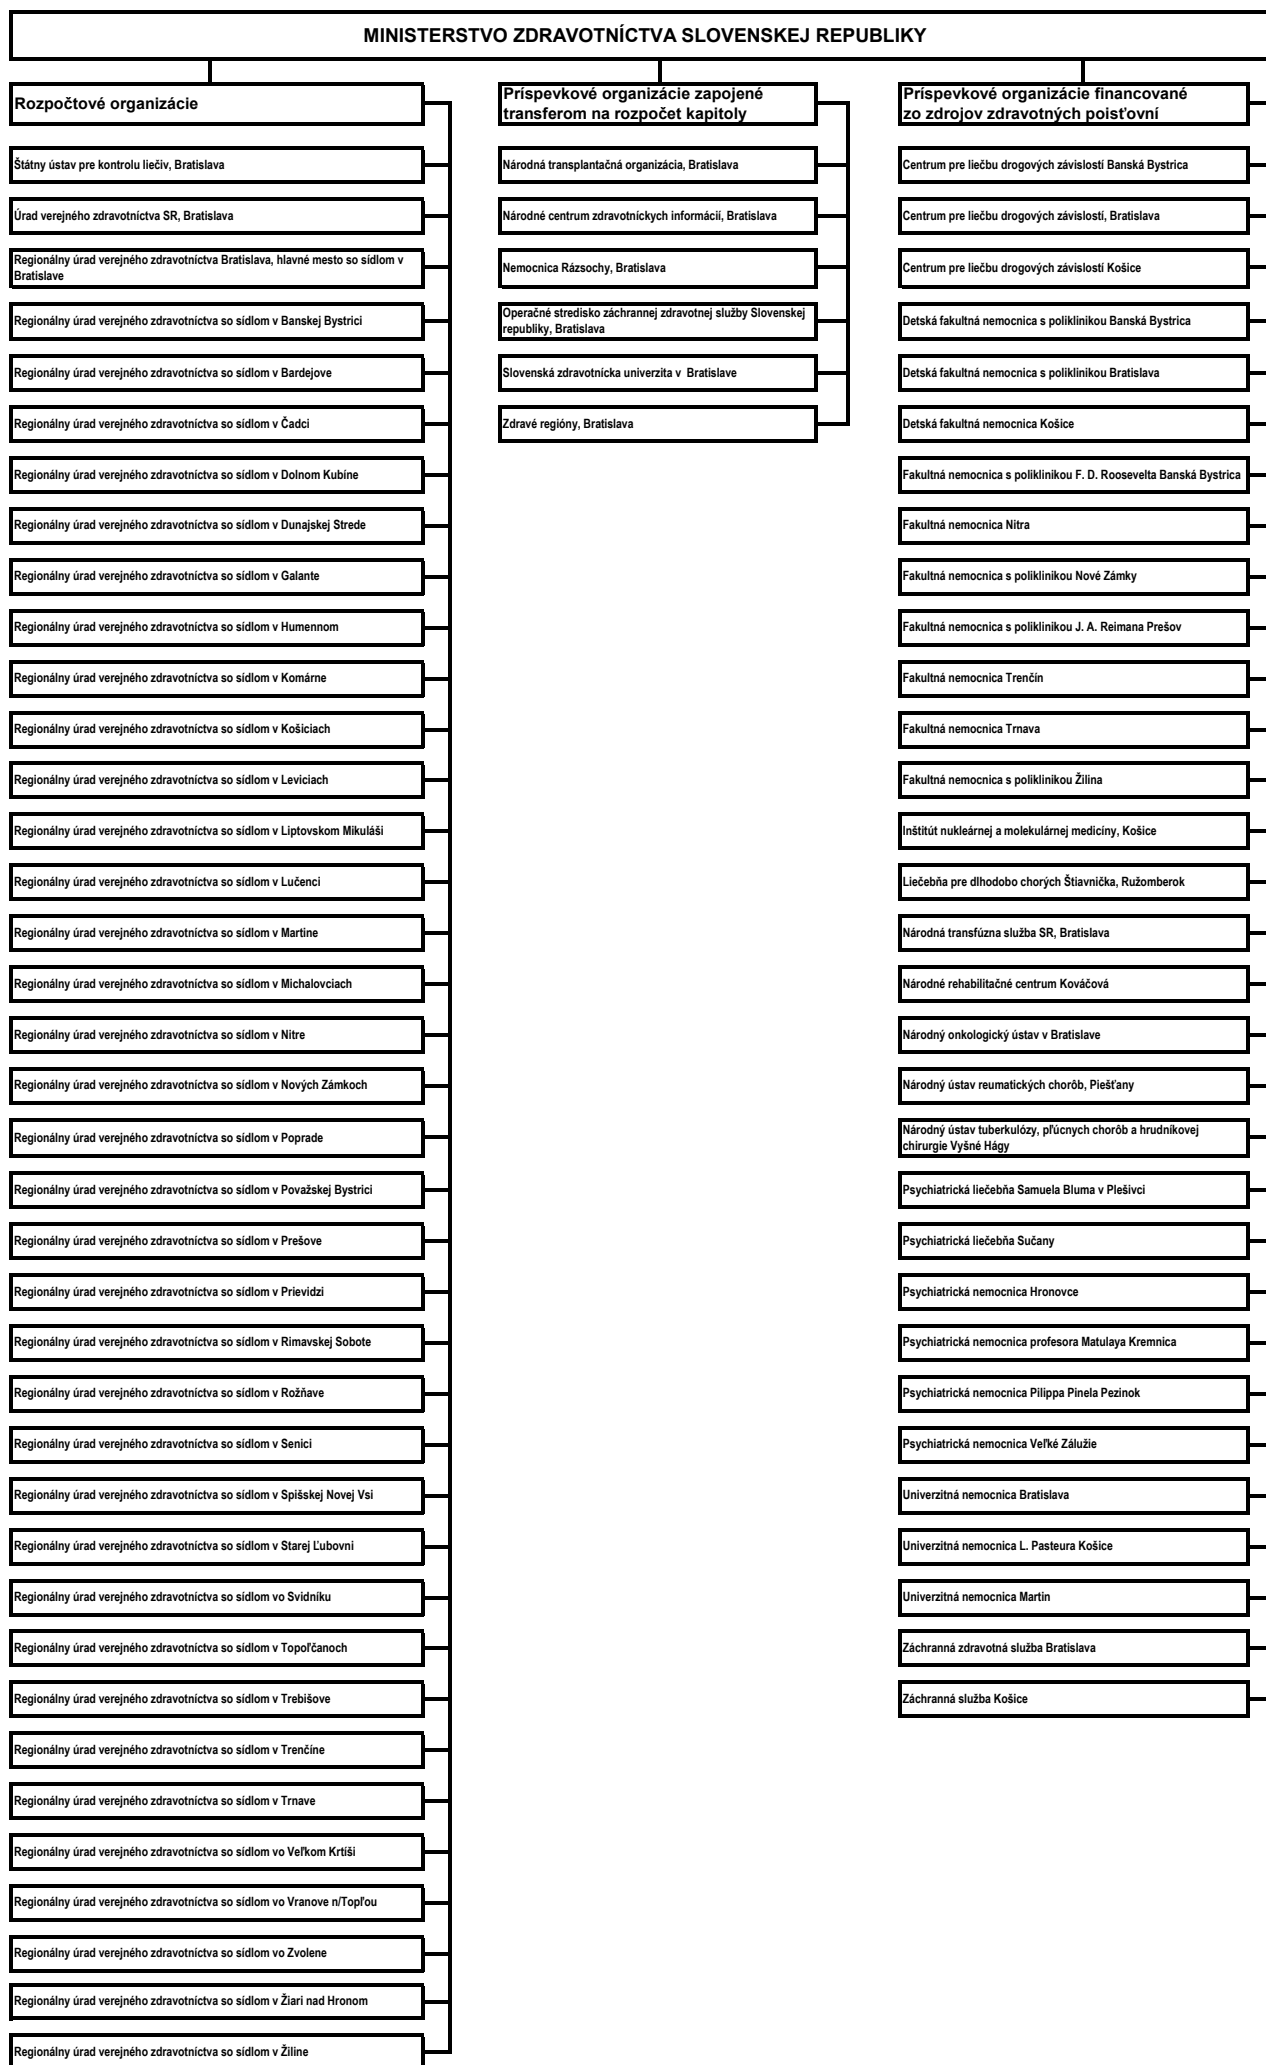 MINISTERSTVO ZDRAVOTNÍCTVA SLOVENSKEJ REPUBLIKY
Rozpočtové organizácie
Štátny ústav pre kontrolu liečiv, Bratislava
Úrad verejného zdravotníctva SR, Bratislava
Regionálny úrad verejného zdravotníctva Bratislava, hlavné mesto so sídlom v
Bratislave
Regionálny úrad verejného zdravotníctva so sídlom v Banskej Bystrici
Regionálny úrad verejného zdravotníctva so sídlom v Bardejove
Regionálny úrad verejného zdravotníctva so sídlom v Čadci
Regionálny úrad verejného zdravotníctva so sídlom v Dolnom Kubíne
Regionálny úrad verejného zdravotníctva so sídlom v Dunajskej Strede
Regionálny úrad verejného zdravotníctva so sídlom v Galante
Regionálny úrad verejného zdravotníctva so sídlom v Humennom
Regionálny úrad verejného zdravotníctva so sídlom v Komárne
Regionálny úrad verejného zdravotníctva so sídlom v Košiciach
Regionálny úrad verejného zdravotníctva so sídlom v Leviciach
Regionálny úrad verejného zdravotníctva so sídlom v Liptovskom Mikuláši
Regionálny úrad verejného zdravotníctva so sídlom v Lučenci
Regionálny úrad verejného zdravotníctva so sídlom v Martine
Regionálny úrad verejného zdravotníctva so sídlom v Michalovciach
Regionálny úrad verejného zdravotníctva so sídlom v Nitre
Regionálny úrad verejného zdravotníctva so sídlom v Nových Zámkoch
Regionálny úrad verejného zdravotníctva so sídlom v Poprade
Regionálny úrad verejného zdravotníctva so sídlom v Považskej Bystrici
Regionálny úrad verejného zdravotníctva so sídlom v Prešove
Regionálny úrad verejného zdravotníctva so sídlom v Prievidzi
Regionálny úrad verejného zdravotníctva so sídlom v Rimavskej Sobote
Regionálny úrad verejného zdravotníctva so sídlom v Rožňave
Regionálny úrad verejného zdravotníctva so sídlom v Senici
Regionálny úrad verejného zdravotníctva so sídlom v Spišskej Novej Vsi
Regionálny úrad verejného zdravotníctva so sídlom v Starej Ľubovni
Regionálny úrad verejného zdravotníctva so sídlom vo Svidníku
Regionálny úrad verejného zdravotníctva so sídlom v Topoľčanoch
Regionálny úrad verejného zdravotníctva so sídlom v Trebišove
Regionálny úrad verejného zdravotníctva so sídlom v Trenčíne
Regionálny úrad verejného zdravotníctva so sídlom v Trnave
Regionálny úrad verejného zdravotníctva so sídlom vo Veľkom Krtíši
Regionálny úrad verejného zdravotníctva so sídlom vo Vranove n/Topľou
Regionálny úrad verejného zdravotníctva so sídlom vo Zvolene
Regionálny úrad verejného zdravotníctva so sídlom v Žiari nad Hronom
Regionálny úrad verejného zdravotníctva so sídlom v Žiline
Príspevkové organizácie zapojené
transferom na rozpočet kapitoly
Národná transplantačná organizácia, Bratislava
Národné centrum zdravotníckych informácií, Bratislava
Nemocnica Rázsochy, Bratislava
Operačné stredisko záchrannej zdravotnej služby Slovenskej
republiky, Bratislava
Slovenská zdravotnícka univerzita v  Bratislave
Zdravé regióny, Bratislava
Príspevkové organizácie financované
zo zdrojov zdravotných poisťovní
Centrum pre liečbu drogových závislostí Banská Bystrica
Centrum pre liečbu drogových závislostí, Bratislava
Centrum pre liečbu drogových závislostí Košice
Detská fakultná nemocnica s poliklinikou Banská Bystrica
Detská fakultná nemocnica s poliklinikou Bratislava
Detská fakultná nemocnica Košice
Fakultná nemocnica s poliklinikou F. D. Roosevelta Banská Bystrica
Fakultná nemocnica Nitra
Fakultná nemocnica s poliklinikou Nové Zámky
Fakultná nemocnica s poliklinikou J. A. Reimana Prešov
Fakultná nemocnica Trenčín
Fakultná nemocnica Trnava
Fakultná nemocnica s poliklinikou Žilina
Inštitút nukleárnej a molekulárnej medicíny, Košice
Liečebňa pre dlhodobo chorých Štiavnička, Ružomberok
Národná transfúzna služba SR, Bratislava
Národné rehabilitačné centrum Kováčová
Národný onkologický ústav v Bratislave
Národný ústav reumatických chorôb, Piešťany
Národný ústav tuberkulózy, pľúcnych chorôb a hrudníkovej
chirurgie Vyšné Hágy
Psychiatrická liečebňa Samuela Bluma v Plešivci
Psychiatrická liečebňa Sučany
Psychiatrická nemocnica Hronovce
Psychiatrická nemocnica profesora Matulaya Kremnica
Psychiatrická nemocnica Pilippa Pinela Pezinok
Psychiatrická nemocnica Veľké Zálužie
Univerzitná nemocnica Bratislava
Univerzitná nemocnica L. Pasteura Košice
Univerzitná nemocnica Martin
Záchranná zdravotná služba Bratislava
Záchranná služba Košice